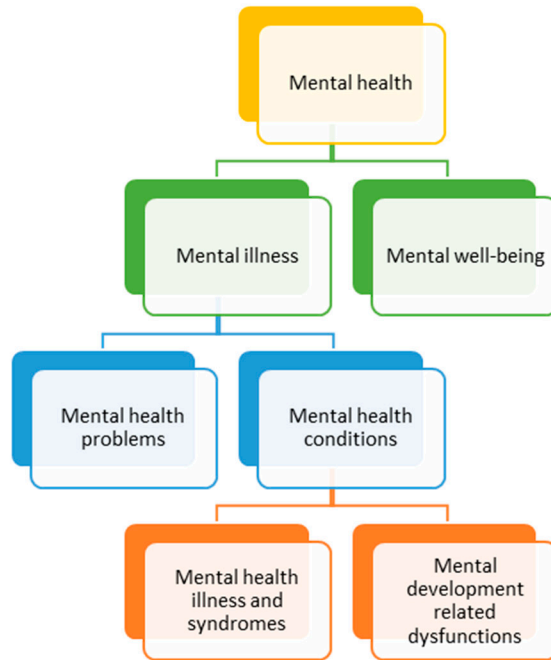 Mental health
Mental illness
Mental well-being
Mental health
problems
Mental health
conditions
Mental health
illness and
syndromes
Mental
development
related
dysfunctions